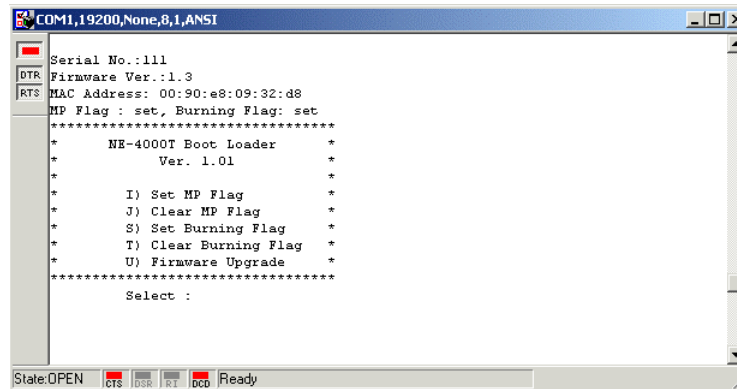 COM1,19200,None,8,1,ANSI
DTR
RTS
Serial No.:111
Firmware Ver.:1.3
MAC Address: 00:90:e8:09:32:d8
MP Flag : set, Burning Flag: set
**********************************
* NE-4000T Boot Loader *
* Ver. 1.01 *
* *
* I) Set MP Flag *
* J) Clear MP Flag *
* S) Set Burning Flag *
* T) Clear Burning Flag *
* U) Firmware Upgrade *
**********************************
Select :
State:OPEN CTS DSR RI DCD Ready